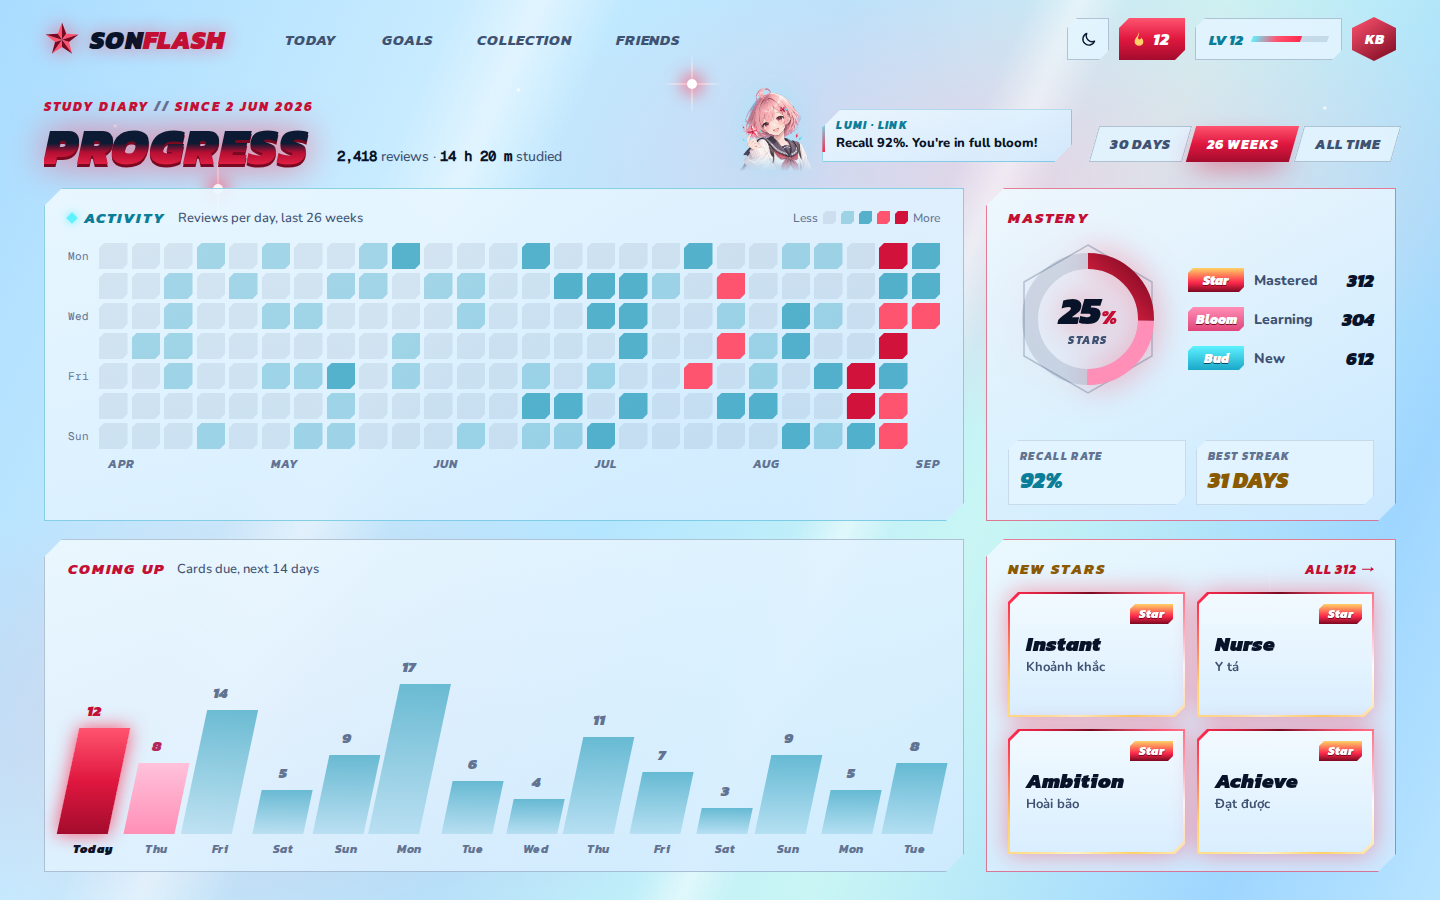 SONFLASH
TODAY
GOALS
COLLECTION
FRIENDS
12
LV 12
KB
STUDY DIARY // SINCE 2 JUN 2026
PROGRESS
2,418 reviews · 14 h 20 m studied
LUMI · LINK
Recall 92%. You're in full bloom!
30 DAYS
26 WEEKS
ALL TIME
ACTIVITY
Reviews per day, last 26 weeks
Less
More
Mon
Wed
Fri
Sun
APR
MAY
JUN
JUL
AUG
SEP
MASTERY
25%
STARS
Star Mastered 312
Bloom Learning 304
Bud New 612
RECALL RATE
92%
BEST STREAK
31 DAYS
COMING UP
Cards due, next 14 days
12
8
14
5
9
17
6
4
11
7
3
9
5
8
Today
Thu
Fri
Sat
Sun
Mon
Tue
Wed
Thu
Fri
Sat
Sun
Mon
Tue
NEW STARS
ALL 312 →
Star
Instant
Khoảnh khắc
Star
Nurse
Y tá
Star
Ambition
Hoài bão
Star
Achieve
Đạt được